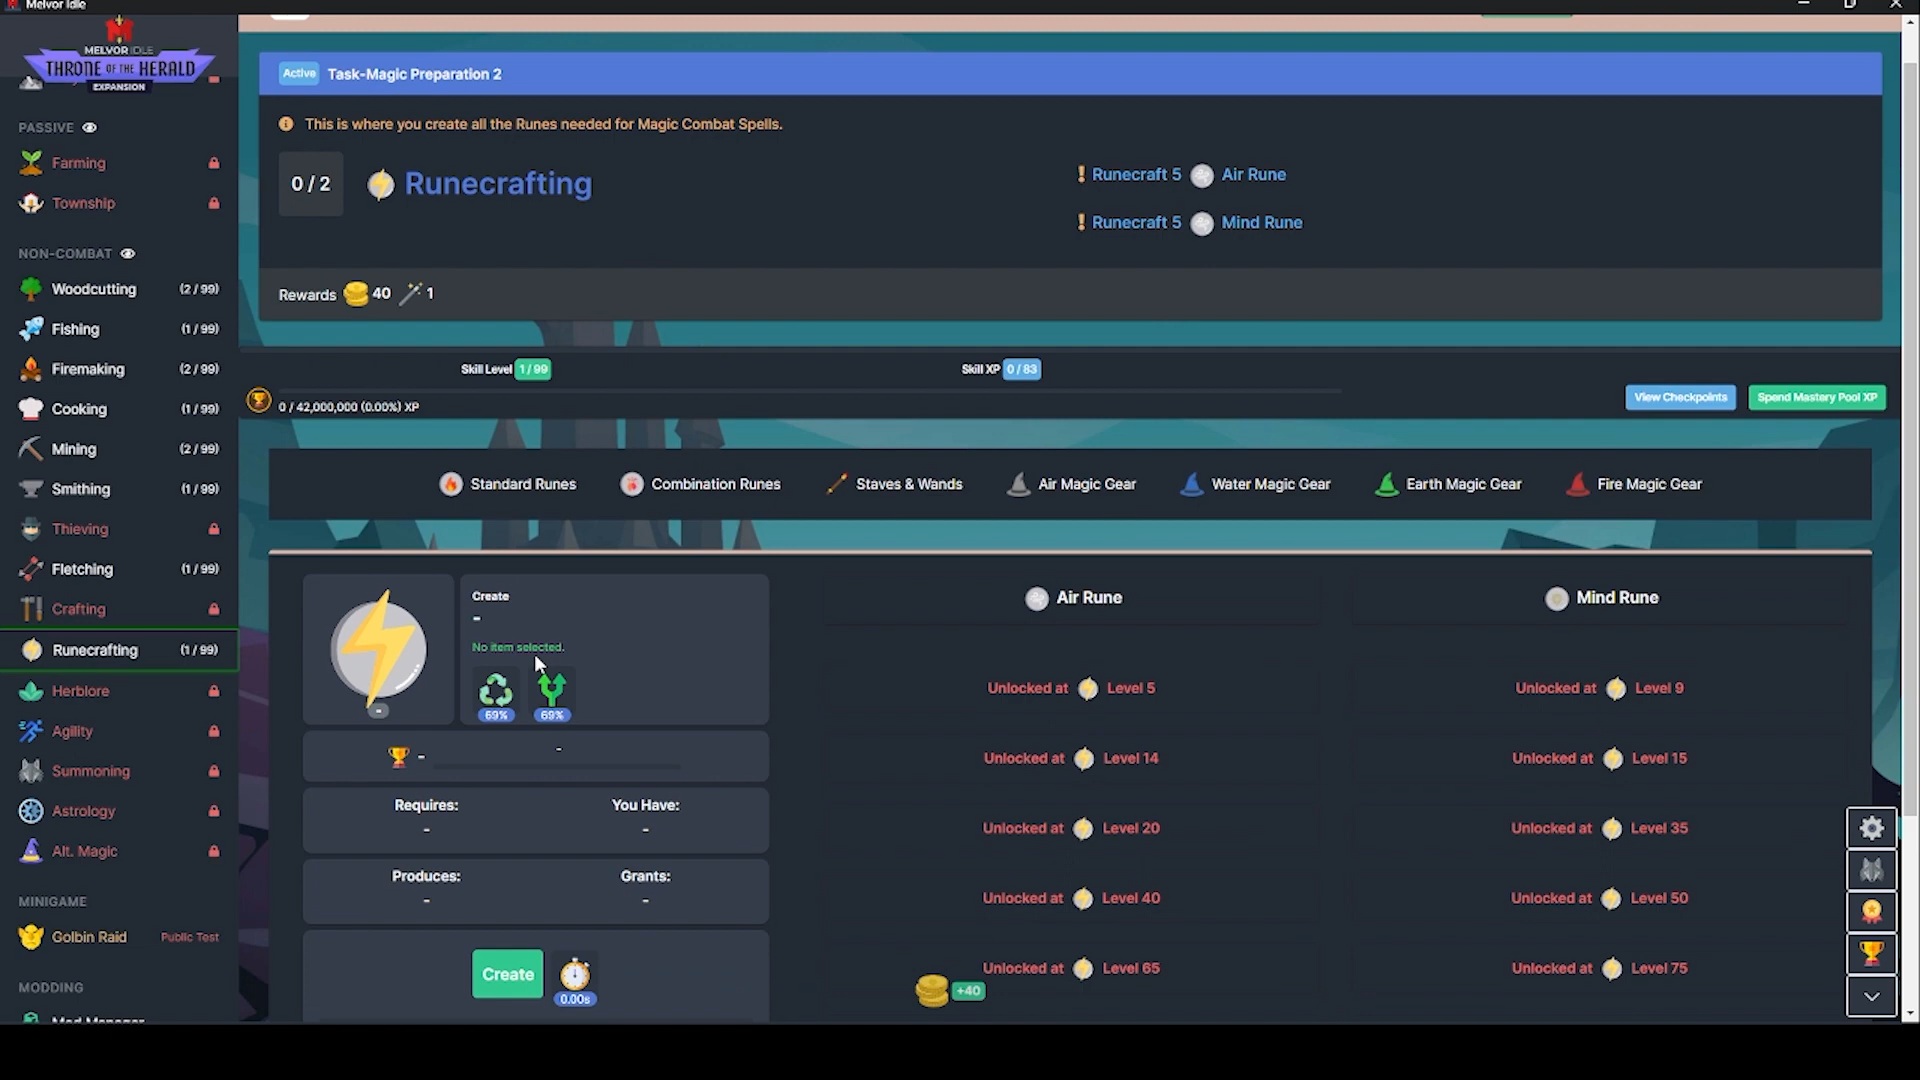 Melvor Idle
MELVOR IDLE
THRONE OF THE HERALD
EXPANSION
PASSIVE
Farming
Township
NON-COMBAT
Woodcutting (2 / 99)
Fishing (1 / 99)
Firemaking (2 / 99)
Cooking (1 / 99)
Mining (2 / 99)
Smithing (1 / 99)
Thieving
Fletching (1 / 99)
Crafting
Runecrafting (1 / 99)
Herblore
Agility
Summoning
Astrology
Alt. Magic
MINIGAME
Golbin Raid Public Test
MODDING
Mod Manager
Active Task-Magic Preparation 2
This is where you create all the Runes needed for Magic Combat Spells.
0 / 2 Runecrafting
! Runecraft 5 Air Rune
! Runecraft 5 Mind Rune
Rewards 40 1
Skill Level 1 / 99 Skill XP 0 / 83
0 / 42,000,000 (0.00%) XP
View Checkpoints Spend Mastery Pool XP
Standard Runes Combination Runes Staves & Wands Air Magic Gear Water Magic Gear Earth Magic Gear Fire Magic Gear
Create
-
No item selected.
69% 69%
-
- -
Requires: You Have:
- -
Produces: Grants:
- -
Create 0.00s
Air Rune Mind Rune
Unlocked at Level 5 Unlocked at Level 9
Unlocked at Level 14 Unlocked at Level 15
Unlocked at Level 20 Unlocked at Level 35
Unlocked at Level 40 Unlocked at Level 50
Unlocked at Level 65 Unlocked at Level 75
+40